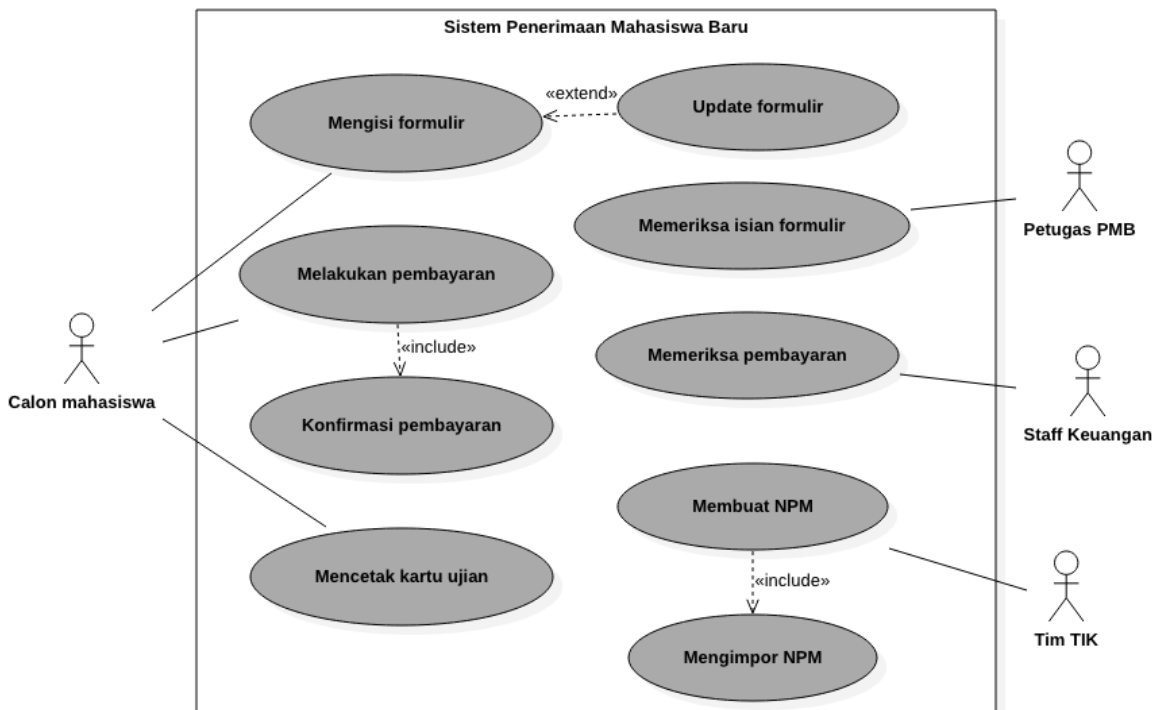 Sistem Penerimaan Mahasiswa Baru
Mengisi formulir
«extend»
Update formulir
Memeriksa isian formulir
Petugas PMB
Melakukan pembayaran
«include»
Memeriksa pembayaran
Calon mahasiswa
Konfirmasi pembayaran
Staff Keuangan
Membuat NPM
Mencetak kartu ujian
«include»
Tim TIK
Mengimpor NPM